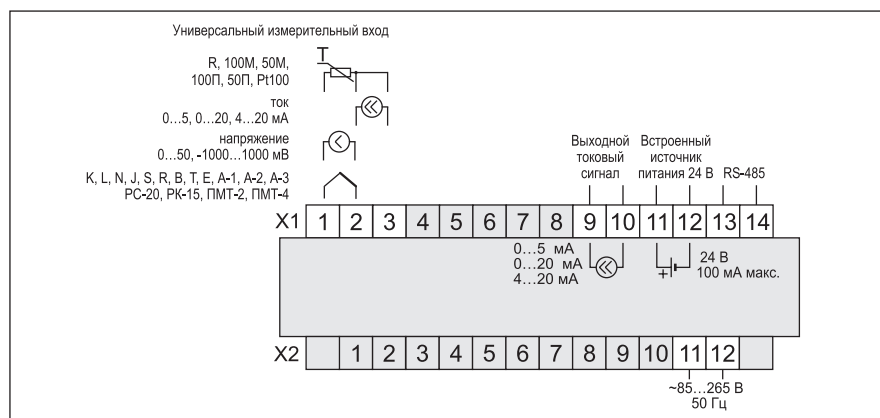 Универсальный измерительный вход
T
R, 100М, 50М,
100П, 50П, Pt100
ток
0...5, 0...20, 4...20 мА
напряжение
0...50, -1000...1000 мВ
K, L, N, J, S, R, B, T, E, A-1, A-2, A-3
РС-20, РК-15, ПМТ-2, ПМТ-4
Выходной
токовый
сигнал
Встроенный
источник
питания 24 В
RS-485
X1 1 2 3 4 5 6 7 8 9 10 11 12 13 14
0...5 мА
0...20 мА
4...20 мА
+
24 В
100 мА макс.
X2 1 2 3 4 5 6 7 8 9 10 11 12
~85...265 В
50 Гц